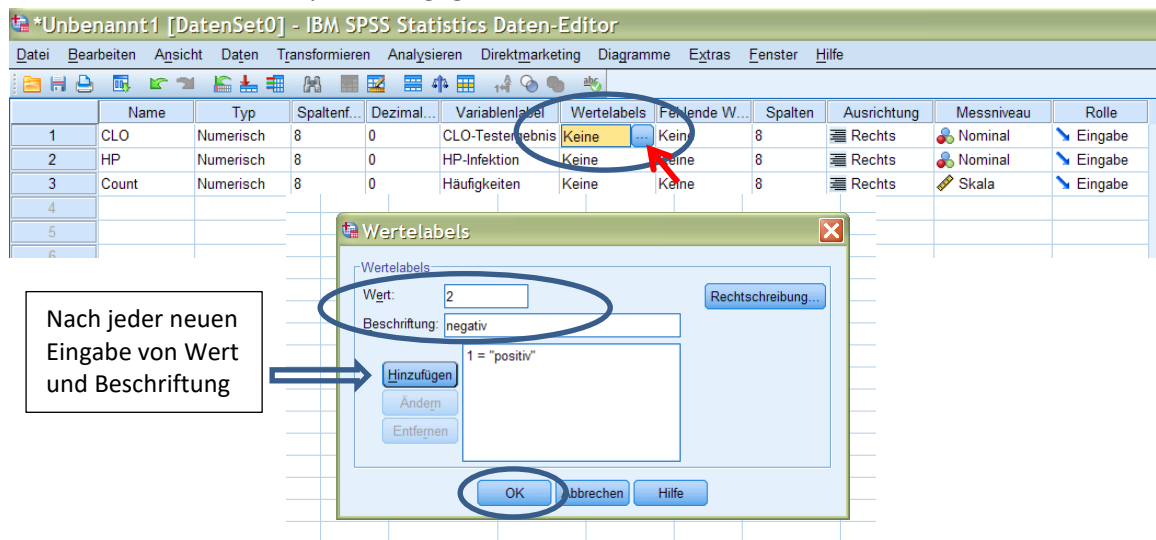 *Unbenannt1 [DatenSet0] - IBM SPSS Statistics Daten-Editor
Datei Bearbeiten Ansicht Daten Transformieren Analysieren Direktmarketing Diagramme Extras Fenster Hilfe
Name Typ Spaltenf... Dezimal... Variablenlabel Wertelabels Fehlende W... Spalten Ausrichtung Messniveau Rolle
1 CLO Numerisch 8 0 CLO-Testergebnis Keine ... Keine 8 Rechts Nominal Eingabe
2 HP Numerisch 8 0 HP-Infektion Keine Keine 8 Rechts Nominal Eingabe
3 Count Numerisch 8 0 Häufigkeiten Keine Keine 8 Rechts Skala Eingabe
4
5
6
Wertelabels
Wertelabels
Wert: 2
Rechtschreibung...
Beschriftung: negativ
1 = "positiv"
Hinzufügen
Ändern
Entfernen
OK Abbrechen Hilfe
Nach jeder neuen
Eingabe von Wert
und Beschriftung